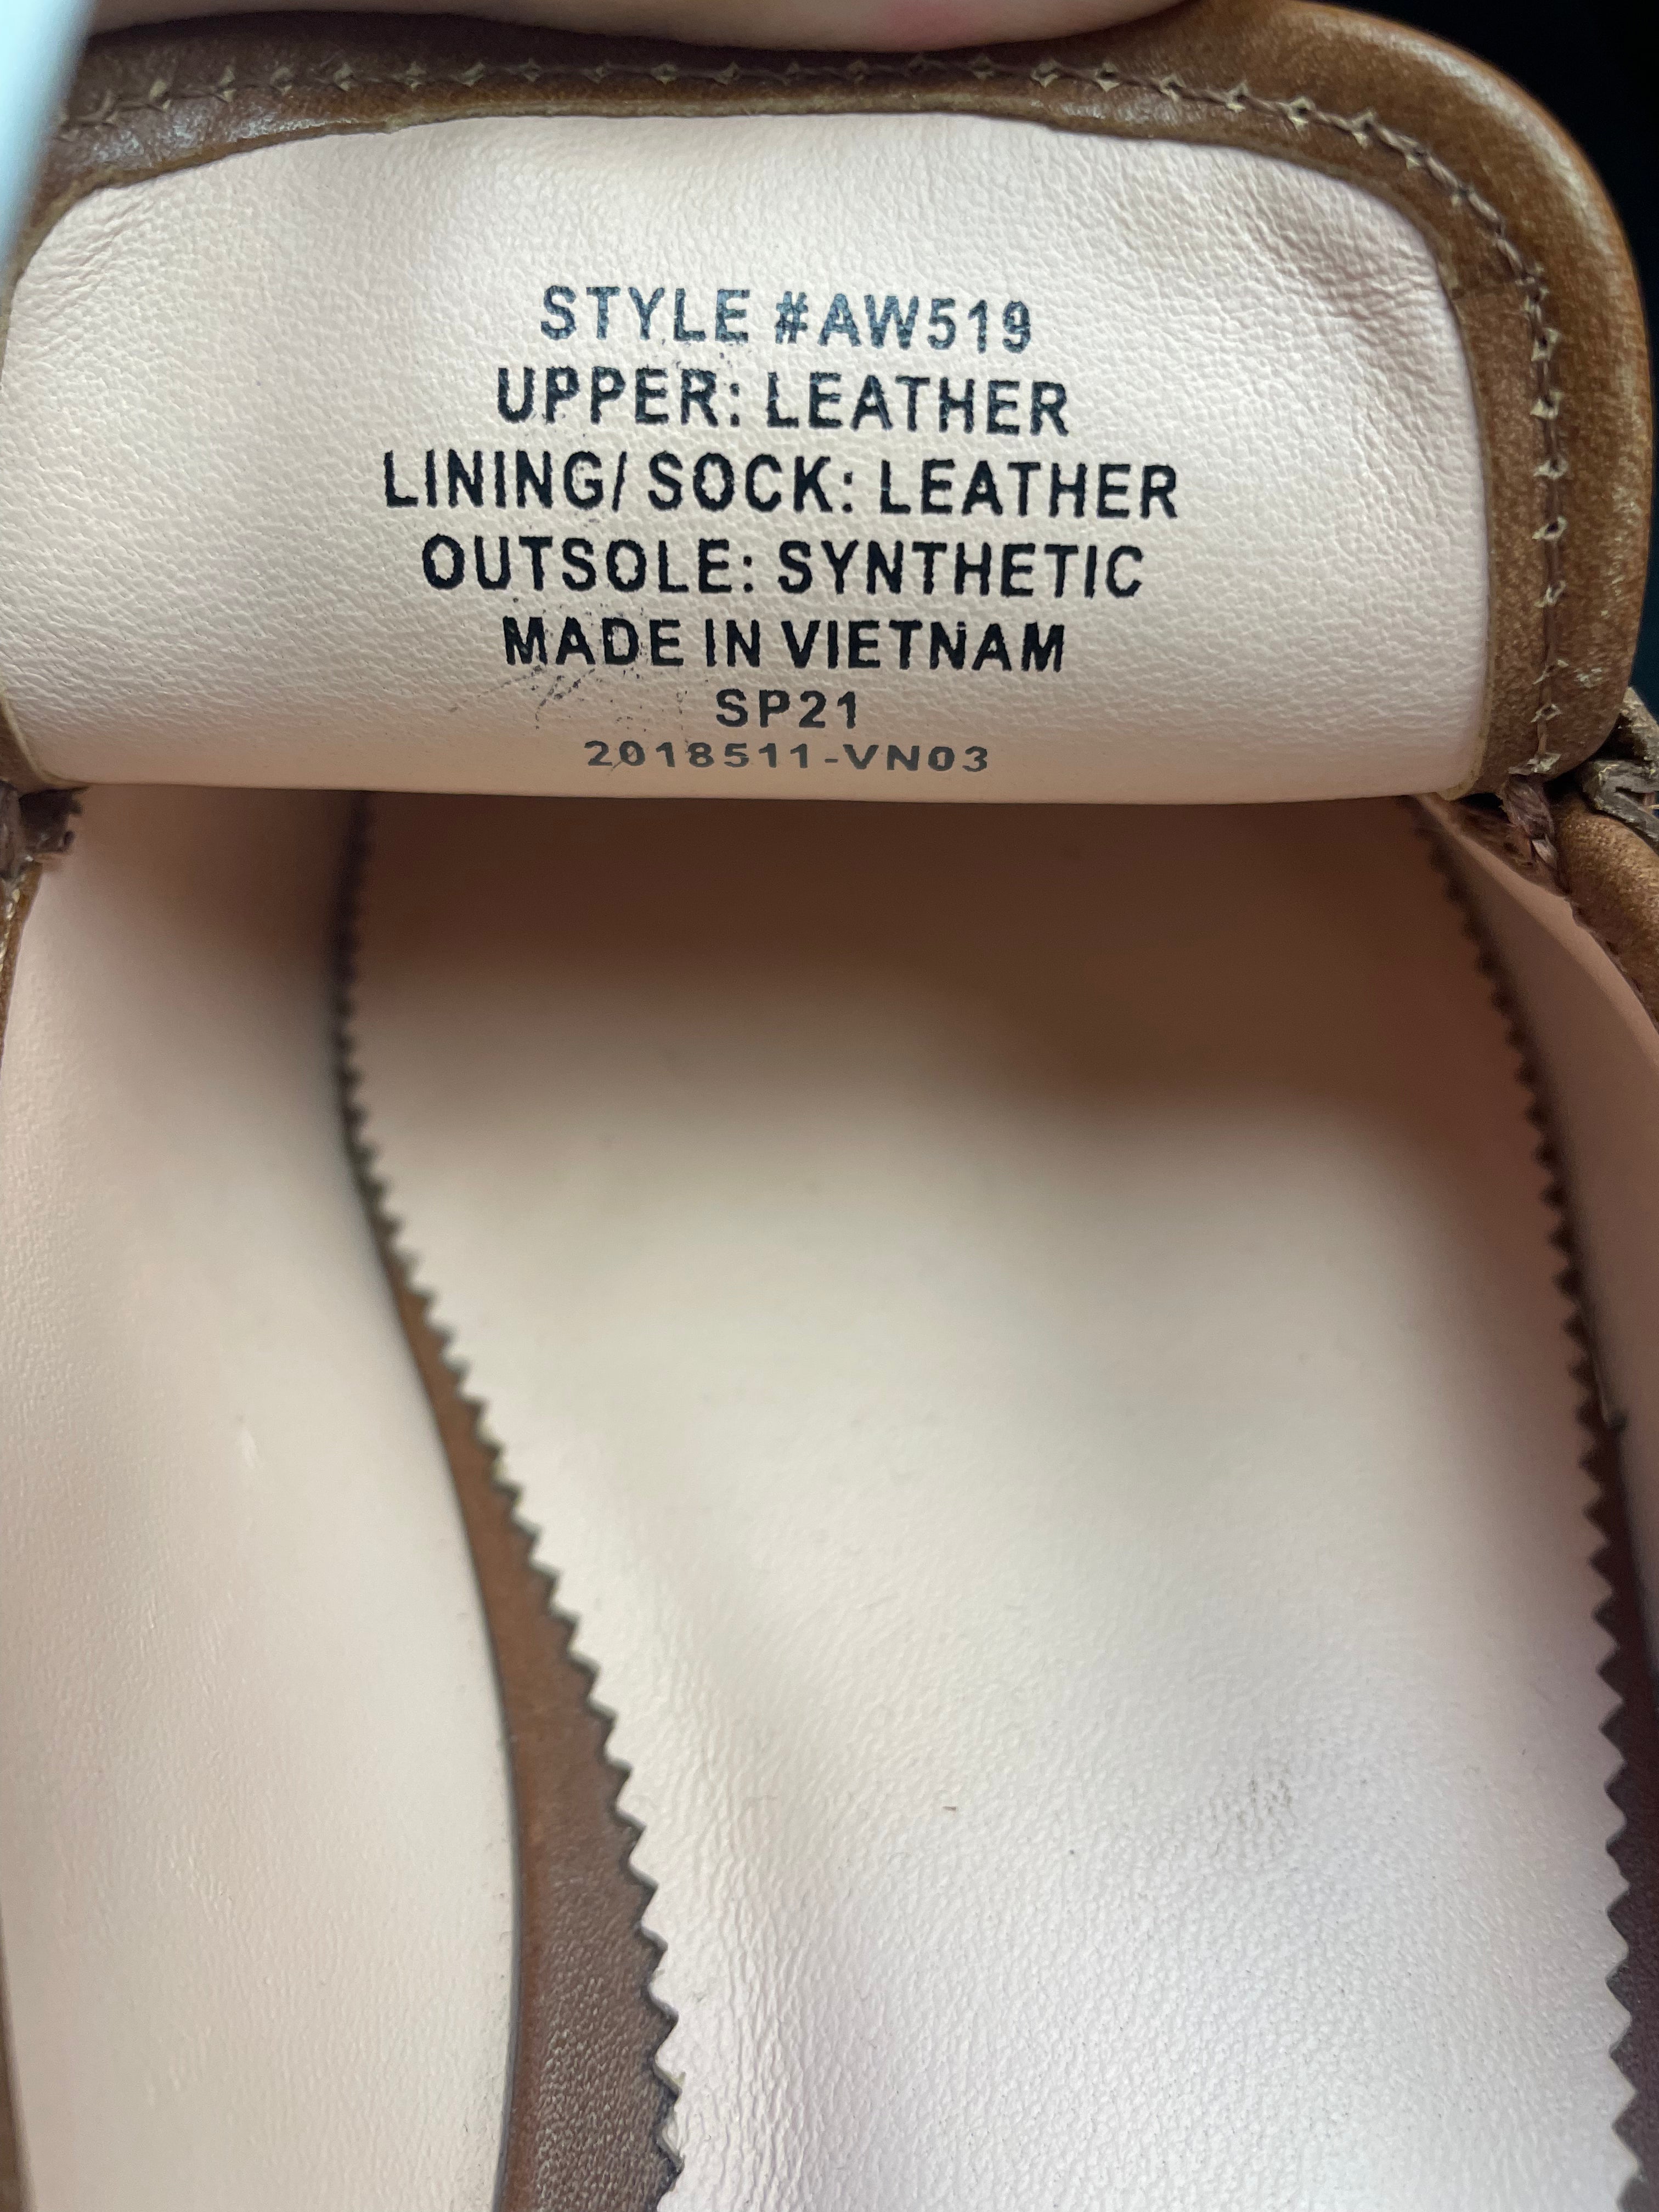 STYLE #AW519
UPPER: LEATHER
LINING/ SOCK: LEATHER
OUTSOLE: SYNTHETIC
MADE IN VIETNAM
SP21
2018511-VN03